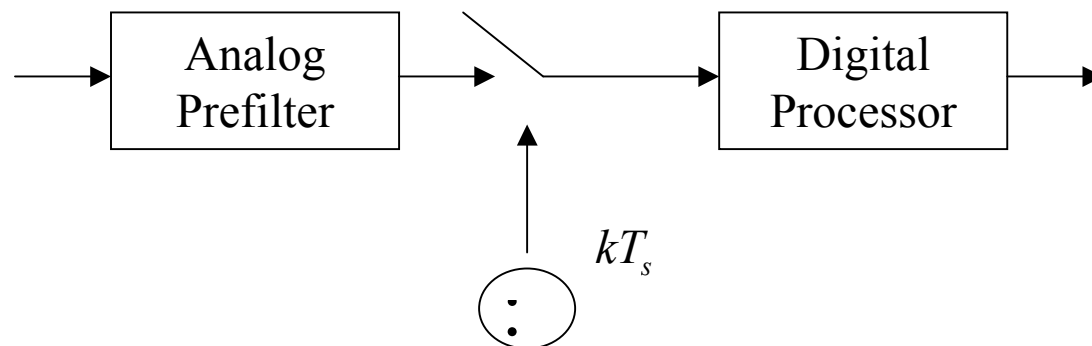 Analog
Prefilter
Digital
Processor
kTₛ